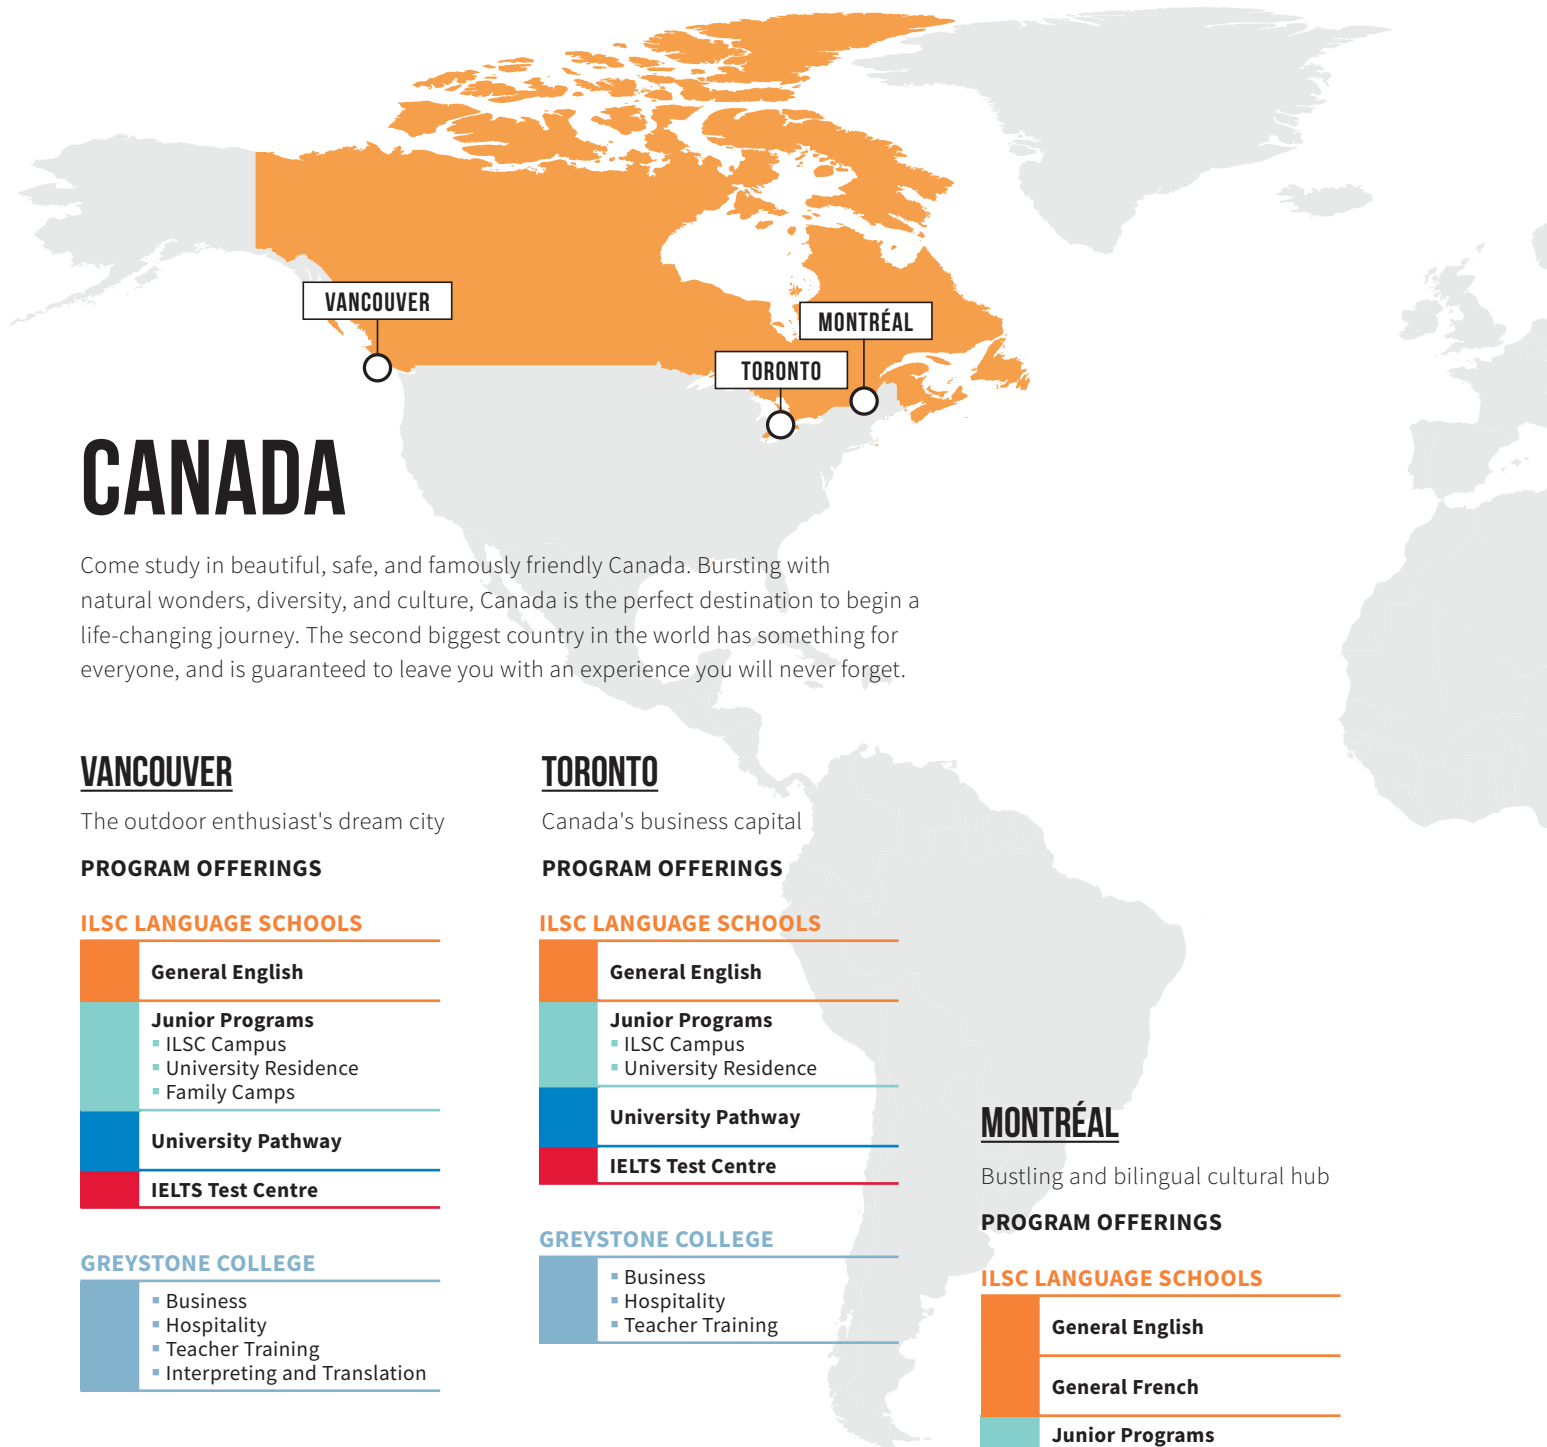 VANCOUVER
MONTRÉAL
TORONTO
CANADA
Come study in beautiful, safe, and famously friendly Canada. Bursting with
natural wonders, diversity, and culture, Canada is the perfect destination to begin a
life-changing journey. The second biggest country in the world has something for
everyone, and is guaranteed to leave you with an experience you will never forget.
VANCOUVER
The outdoor enthusiast's dream city
PROGRAM OFFERINGS
ILSC LANGUAGE SCHOOLS
General English
Junior Programs
▪ ILSC Campus
▪ University Residence
▪ Family Camps
University Pathway
IELTS Test Centre
GREYSTONE COLLEGE
▪ Business
▪ Hospitality
▪ Teacher Training
▪ Interpreting and Translation
TORONTO
Canada's business capital
PROGRAM OFFERINGS
ILSC LANGUAGE SCHOOLS
General English
Junior Programs
▪ ILSC Campus
▪ University Residence
University Pathway
IELTS Test Centre
GREYSTONE COLLEGE
▪ Business
▪ Hospitality
▪ Teacher Training
MONTRÉAL
Bustling and bilingual cultural hub
PROGRAM OFFERINGS
ILSC LANGUAGE SCHOOLS
General English
General French
Junior Programs